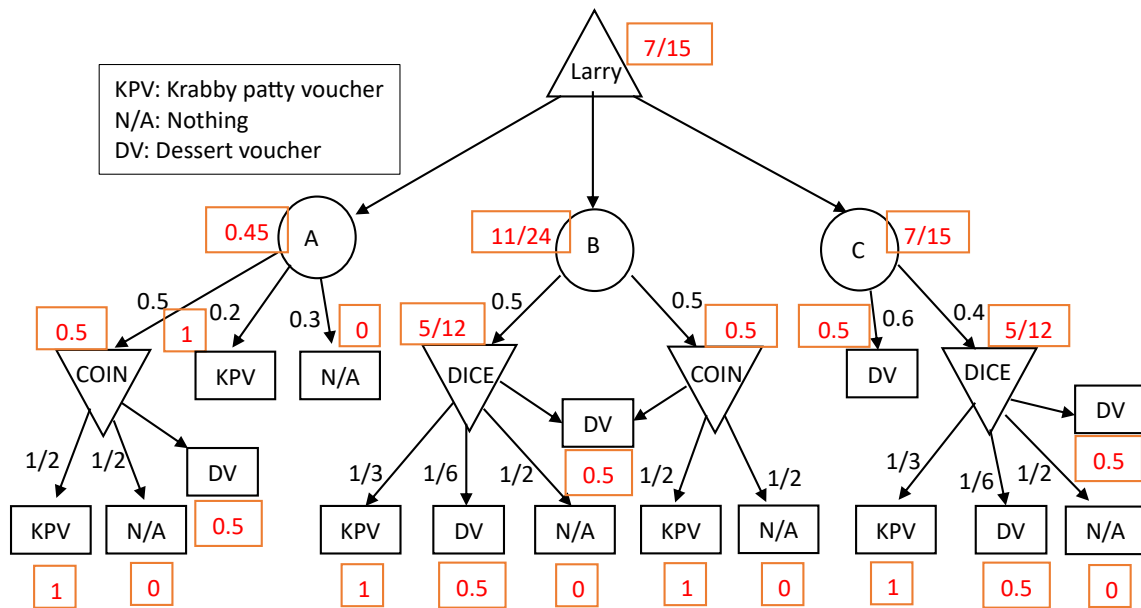 7/15
Larry
KPV: Krabby patty voucher
N/A: Nothing
DV: Dessert voucher
0.45
A
11/24
B
7/15
C
0.5
0.5
1
0.2
0.3
0
5/12
0.5
0.5
0.5
0.5
0.6
0.4
5/12
COIN
KPV
N/A
DICE
COIN
DV
DICE
DV
DV
0.5
0.5
0.5
1/2
1/2
1/3
1/6
1/2
1/2
1/2
1/3
1/6
1/2
DV
0.5
KPV
N/A
KPV
DV
N/A
KPV
N/A
KPV
DV
N/A
1
0
1
0.5
0
1
0
1
0.5
0